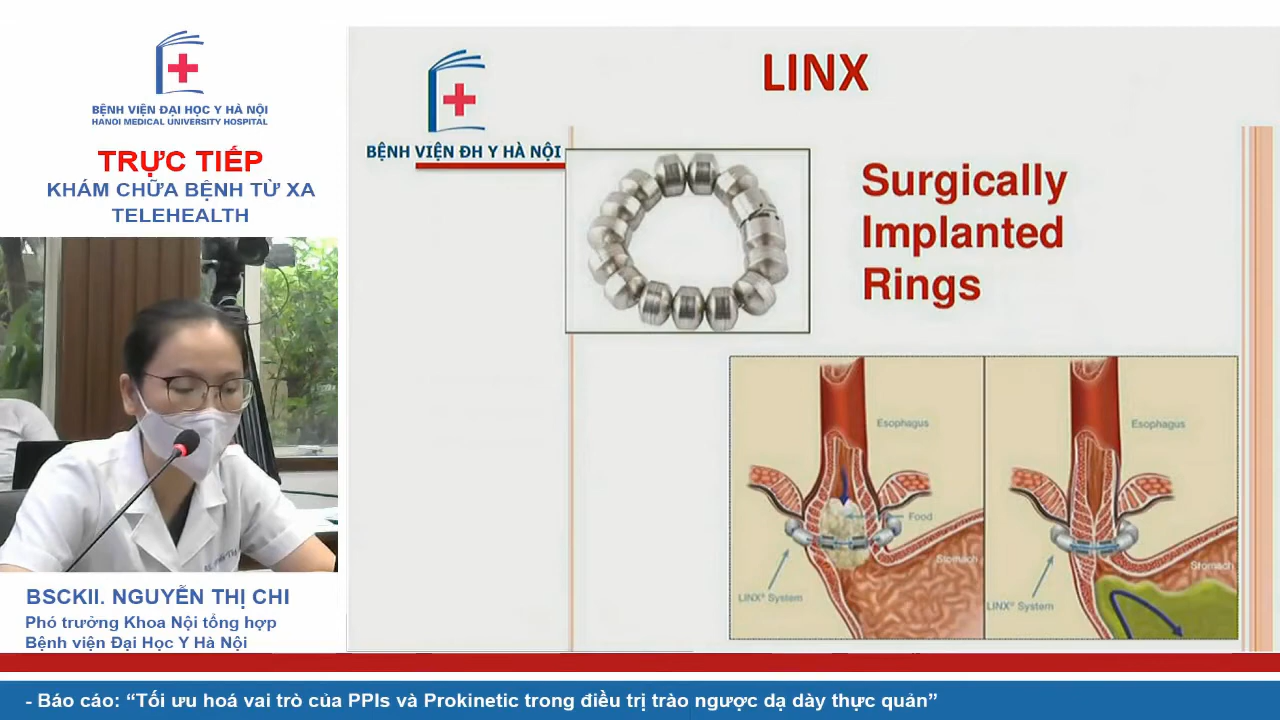 BỆNH VIỆN ĐẠI HỌC Y HÀ NỘI
HANOI MEDICAL UNIVERSITY HOSPITAL
TRỰC TIẾP
KHÁM CHỮA BỆNH TỪ XA
TELEHEALTH
BSCKII. NGUYỄN THỊ CHI
Phó trưởng Khoa Nội tổng hợp
Bệnh viện Đại Học Y Hà Nội
BỆNH VIỆN ĐH Y HÀ NỘI
LINX
Surgically
Implanted
Rings
Esophagus
Food
Stomach
LINX® System
Esophagus
Stomach
LINX® System
- Báo cáo: “Tối ưu hoá vai trò của PPIs và Prokinetic trong điều trị trào ngược dạ dày thực quản”